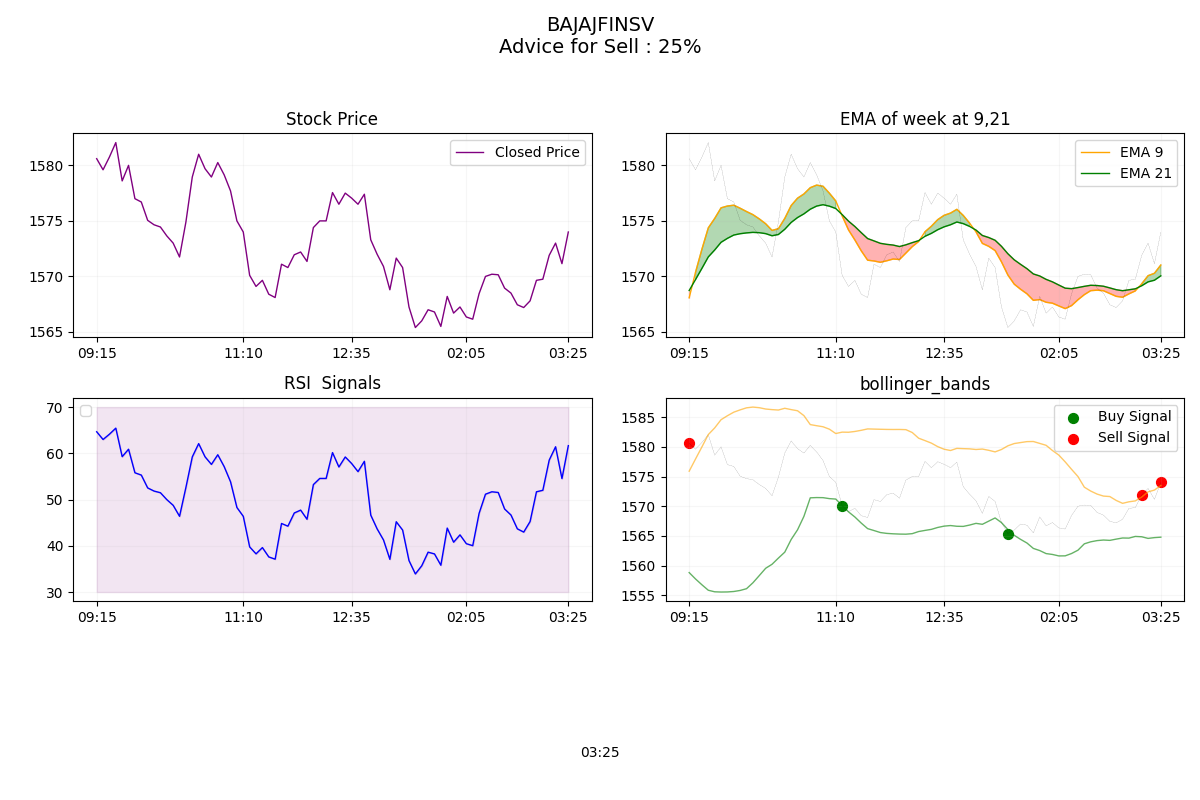 BAJAJFINSV
Advice for Sell : 25%
Stock Price
Closed Price
1580
1575
1570
1565
09:15 11:10 12:35 02:05 03:25
EMA of week at 9,21
EMA 9
EMA 21
1580
1575
1570
1565
09:15 11:10 12:35 02:05 03:25
RSI  Signals
70
60
50
40
30
09:15 11:10 12:35 02:05 03:25
bollinger_bands
Buy Signal
Sell Signal
1585
1580
1575
1570
1565
1560
1555
09:15 11:10 12:35 02:05 03:25
03:25